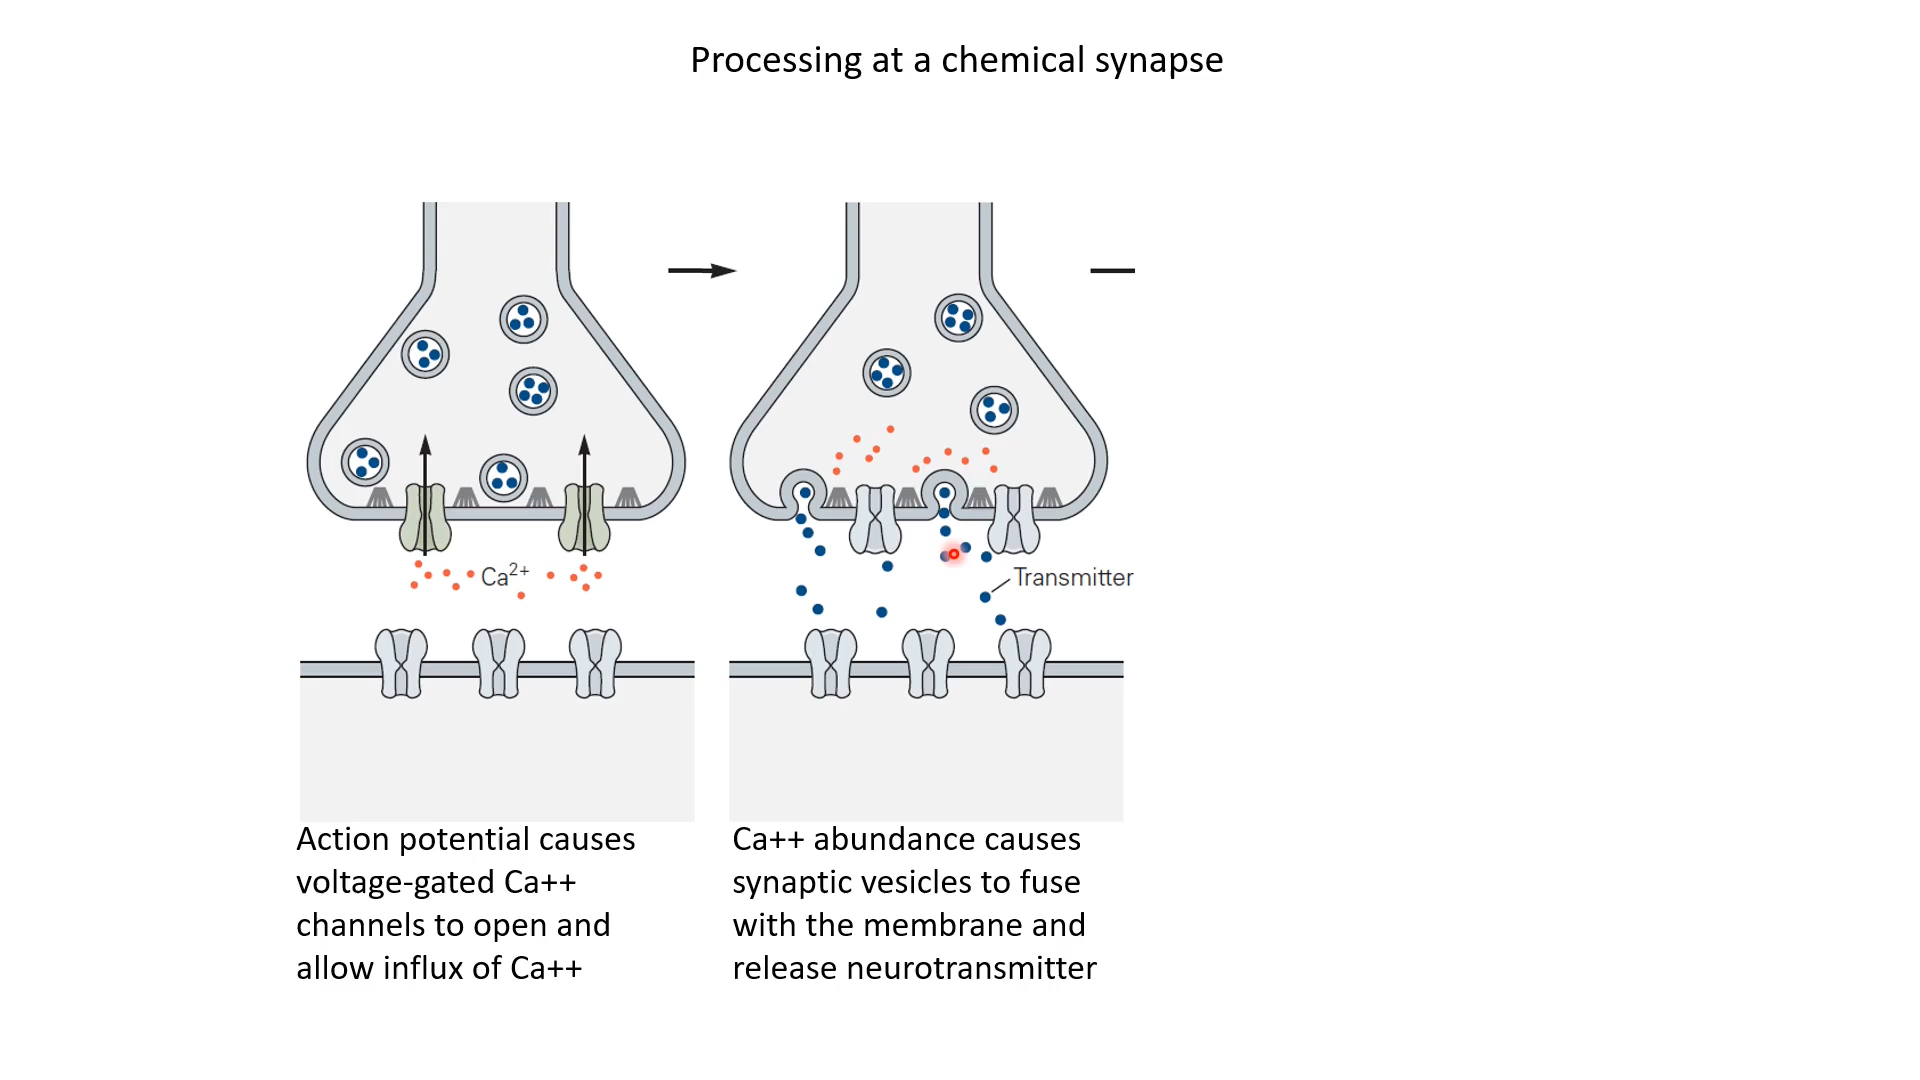 Processing at a chemical synapse
Ca²⁺
Transmitter
Action potential causes
voltage-gated Ca++
channels to open and
allow influx of Ca++
Ca++ abundance causes
synaptic vesicles to fuse
with the membrane and
release neurotransmitter